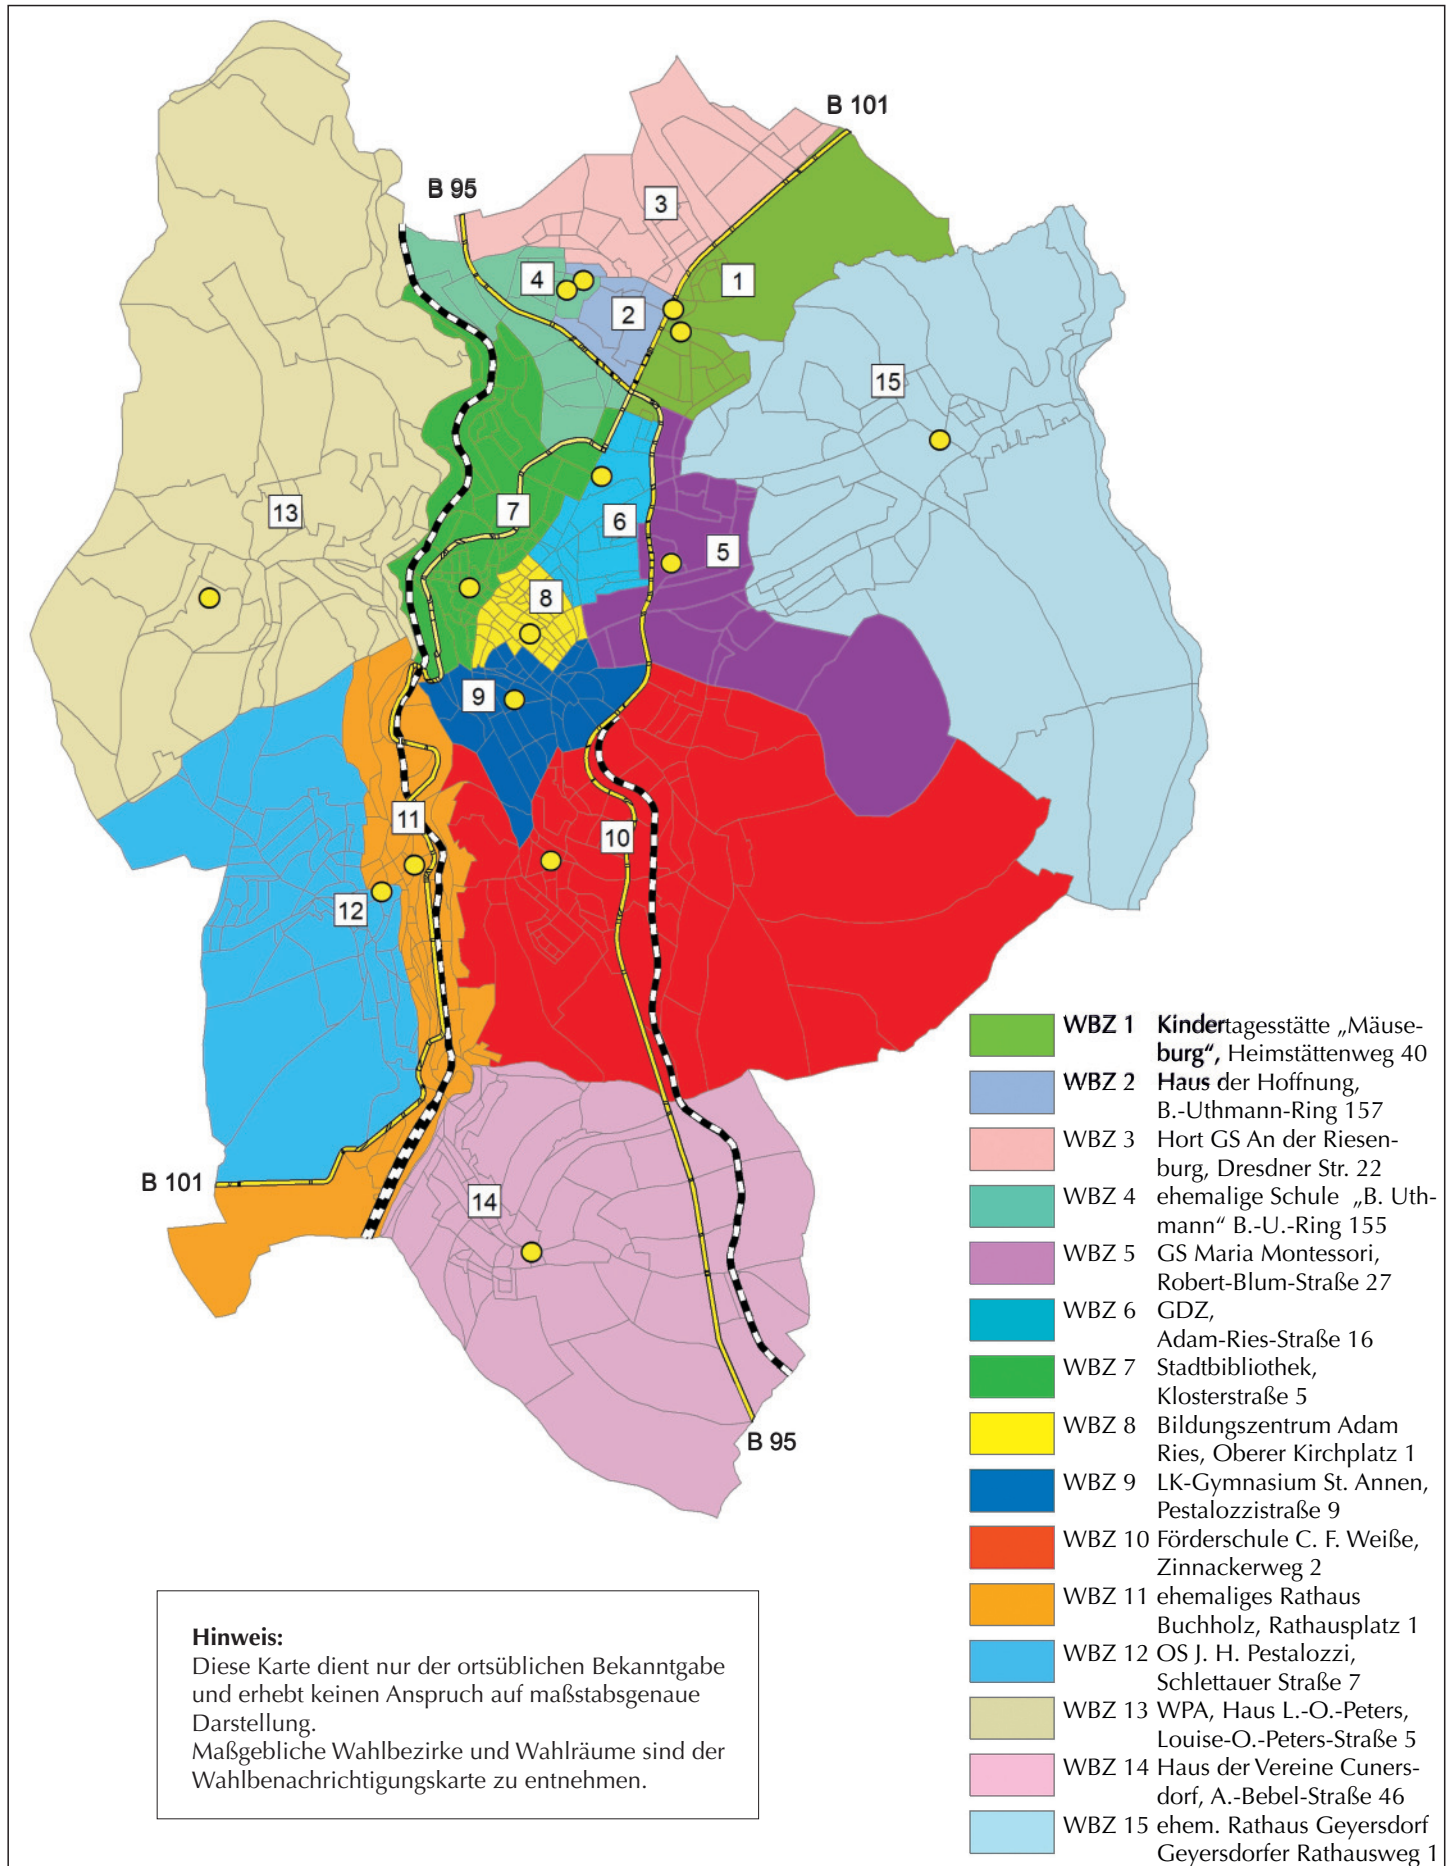 B 101
B 95
3
4
1
2
15
13
7
6
5
8
9
11
10
12
B 101
14
B 95
WBZ 1 Kindertagesstätte „Mäuse-
burg“, Heimstättenweg 40
WBZ 2 Haus der Hoffnung,
B.-Uthmann-Ring 157
WBZ 3 Hort GS An der Riesen-
burg, Dresdner Str. 22
WBZ 4 ehemalige Schule „B. Uth-
mann“ B.-U.-Ring 155
WBZ 5 GS Maria Montessori,
Robert-Blum-Straße 27
WBZ 6 GDZ,
Adam-Ries-Straße 16
WBZ 7 Stadtbibliothek,
Klosterstraße 5
WBZ 8 Bildungszentrum Adam
Ries, Oberer Kirchplatz 1
WBZ 9 LK-Gymnasium St. Annen,
Pestalozzistraße 9
WBZ 10 Förderschule C. F. Weiße,
Zinnackerweg 2
WBZ 11 ehemaliges Rathaus
Buchholz, Rathausplatz 1
WBZ 12 OS J. H. Pestalozzi,
Schlettauer Straße 7
WBZ 13 WPA, Haus L.-O.-Peters,
Louise-O.-Peters-Straße 5
WBZ 14 Haus der Vereine Cuners-
dorf, A.-Bebel-Straße 46
WBZ 15 ehem. Rathaus Geyersdorf
Geyersdorfer Rathausweg 1
Hinweis:
Diese Karte dient nur der ortsüblichen Bekanntgabe
und erhebt keinen Anspruch auf maßstabsgenaue
Darstellung.
Maßgebliche Wahlbezirke und Wahlräume sind der
Wahlbenachrichtigungskarte zu entnehmen.